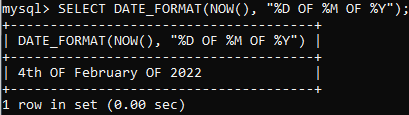 mysql> SELECT DATE_FORMAT(NOW(), "%D OF %M OF %Y");
+--------------------------------------+
| DATE_FORMAT(NOW(), "%D OF %M OF %Y") |
+--------------------------------------+
| 4th OF February OF 2022              |
+--------------------------------------+
1 row in set (0.00 sec)